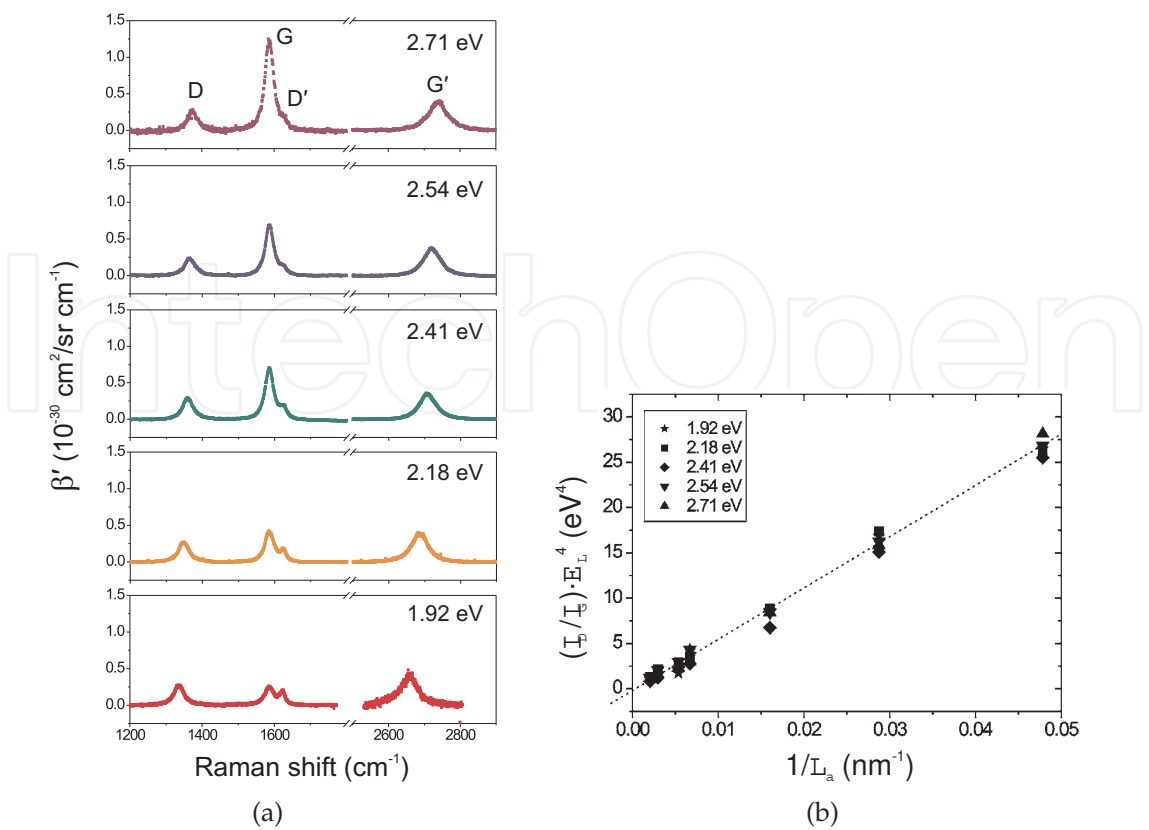 1.5
1.0
0.5
0.0
G
D
D′
G′
2.71 eV
1.5
1.0
0.5
0.0
2.54 eV
1.5
1.0
0.5
0.0
2.41 eV
1.5
1.0
0.5
0.0
2.18 eV
1.5
1.0
0.5
0.0
1.92 eV
1200 1400 1600 2600 2800
β′ (10⁻³⁰ cm²/sr cm⁻¹)
Raman shift (cm⁻¹)
(a)
IntechOpen
30
25
20
15
10
5
0
1.92 eV
2.18 eV
2.41 eV
2.54 eV
2.71 eV
(I_D/I_G)·E_L⁴ (eV⁴)
0.00 0.01 0.02 0.03 0.04 0.05
1/L_a (nm⁻¹)
(b)